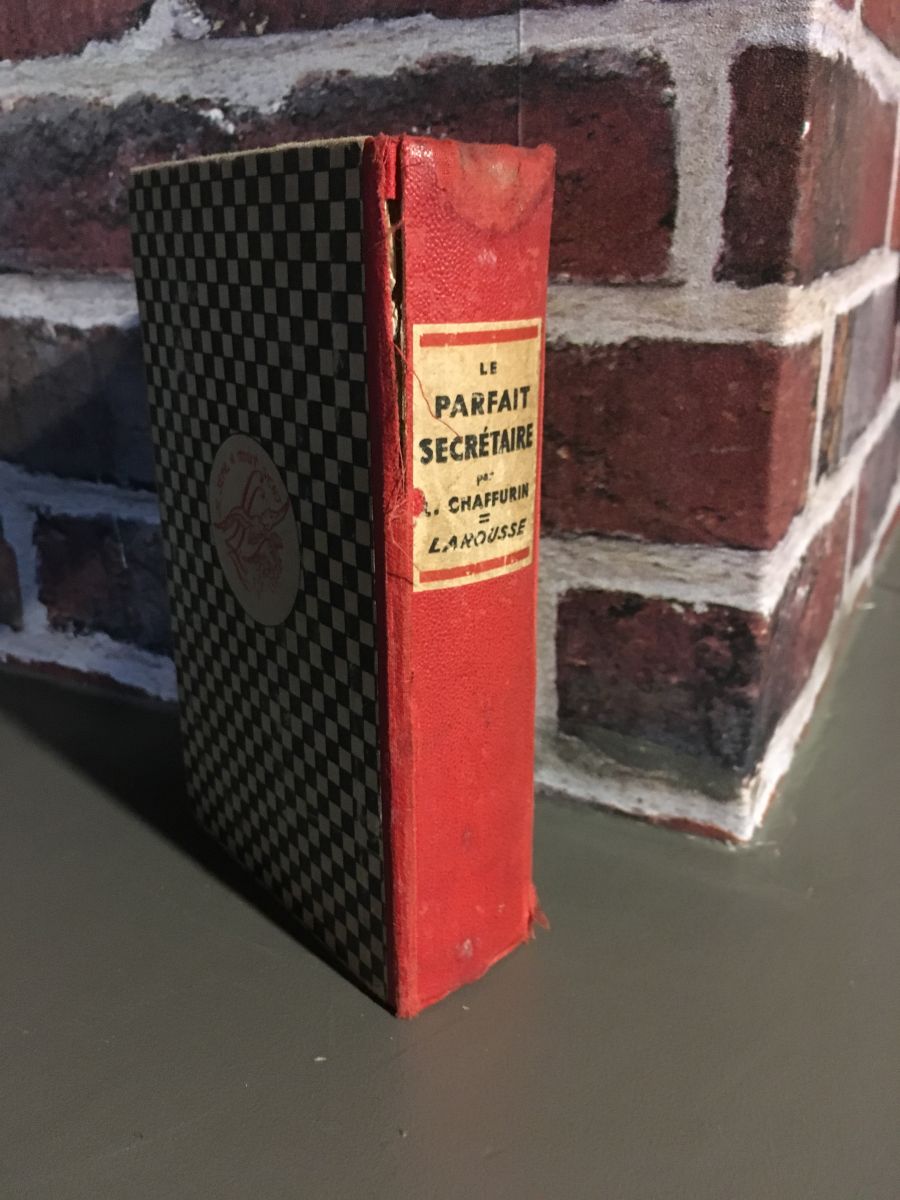 LE
PARFAIT
SECRÉTAIRE
par
L. CHAFFURIN
LAROUSSE